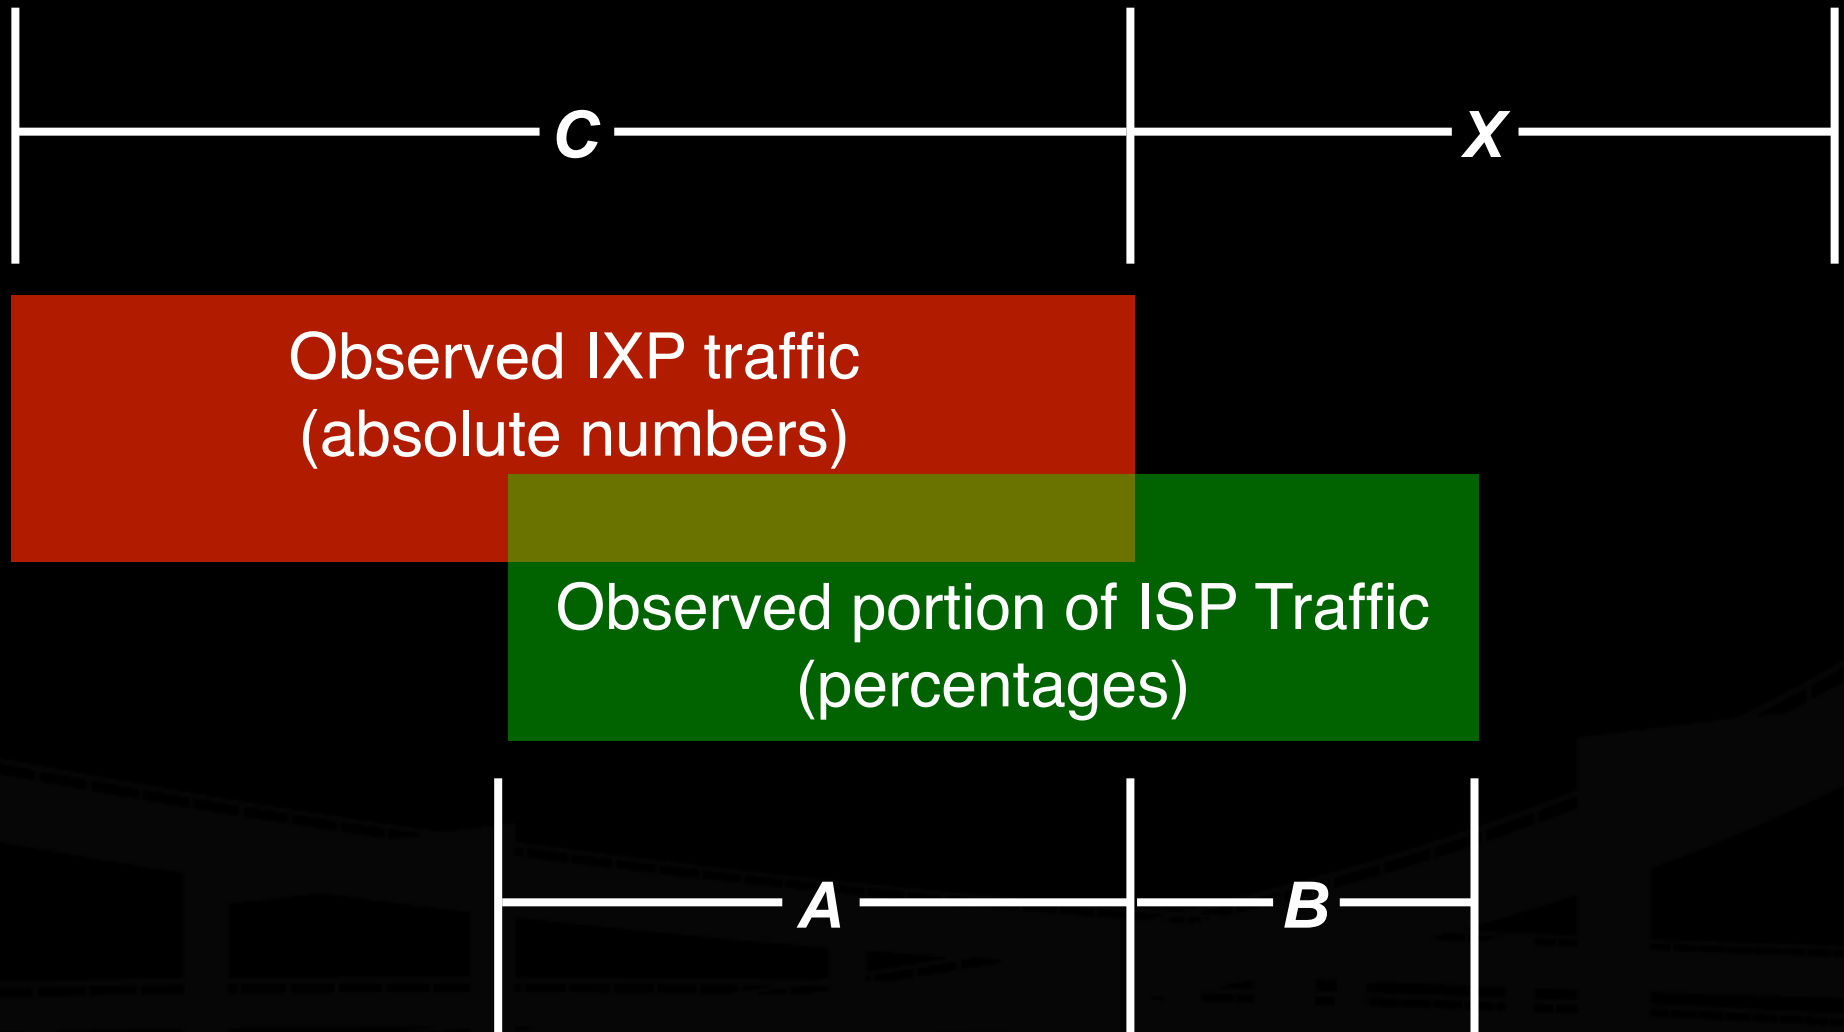 C
X
Observed IXP traffic
(absolute numbers)
Observed portion of ISP Traffic
(percentages)
A
B